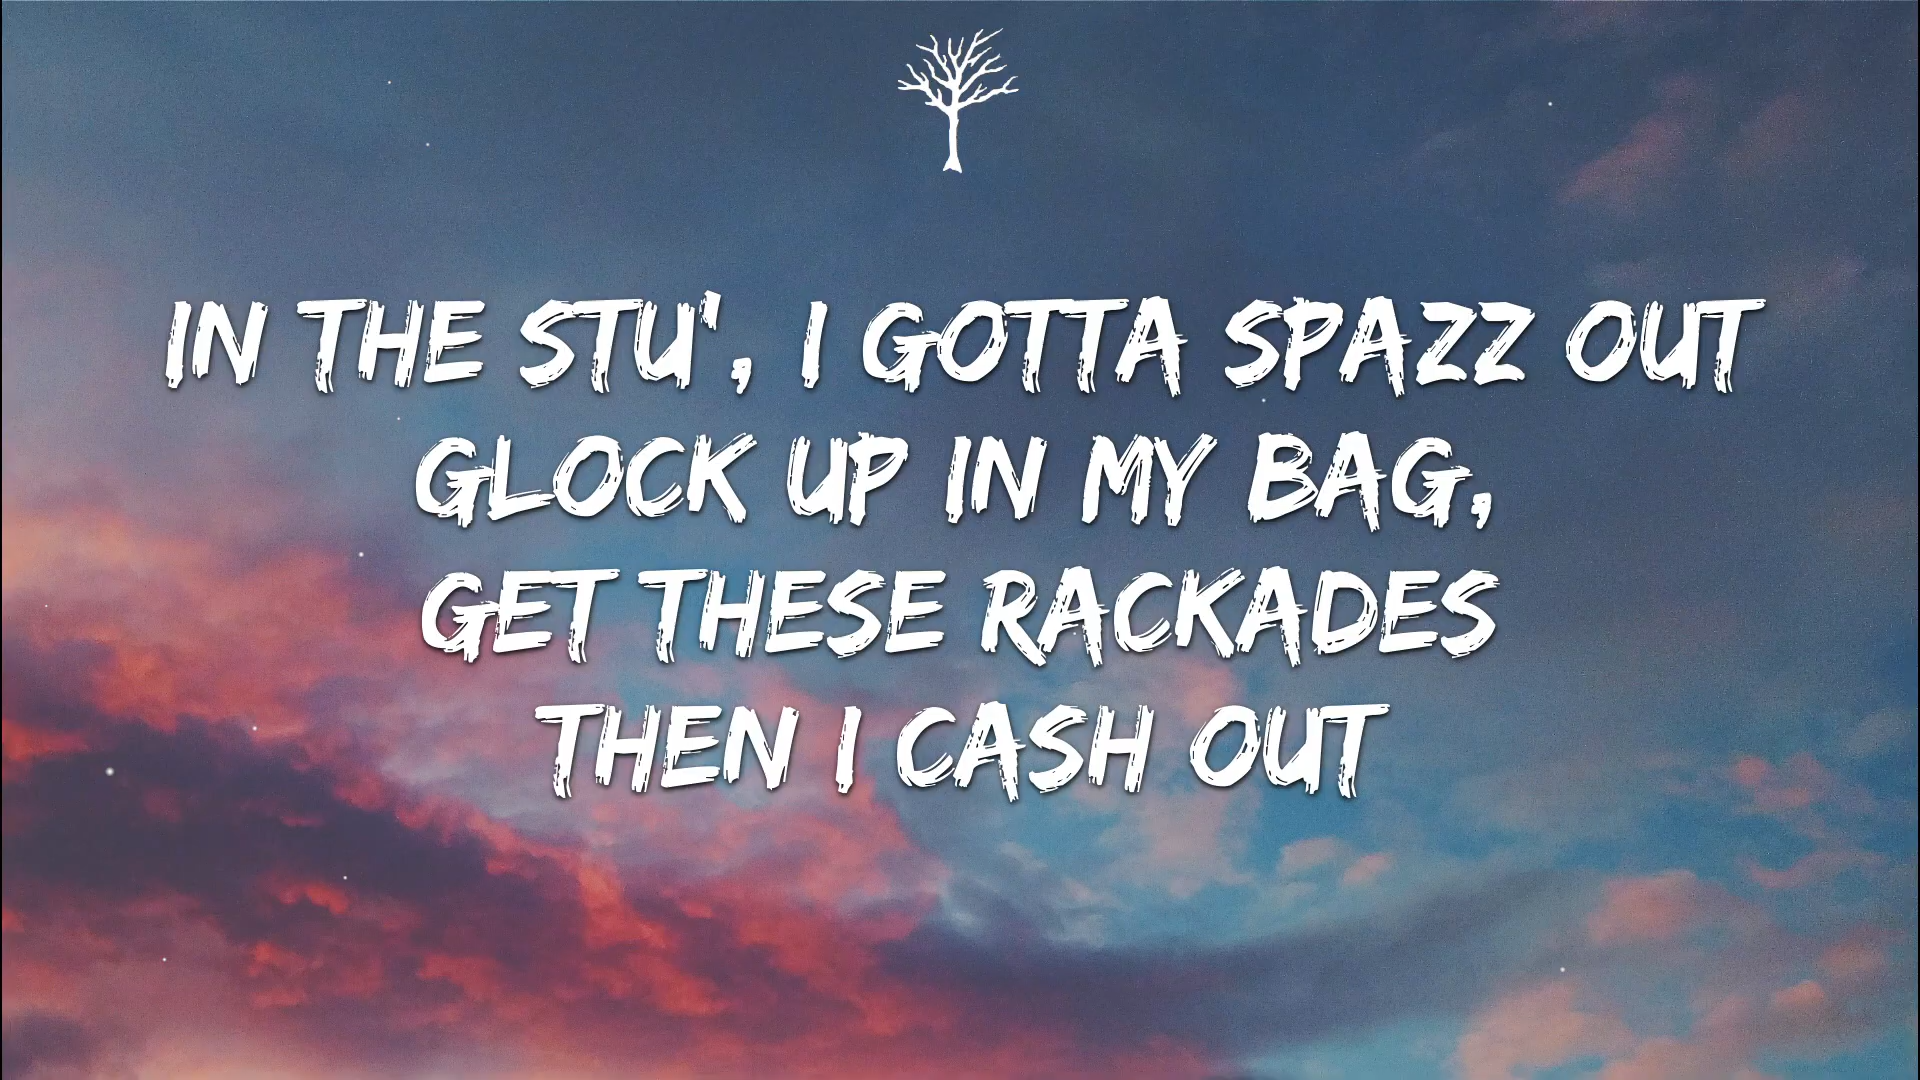 IN THE STU', I GOTTA SPAZZ OUT
GLOCK UP IN MY BAG,
GET THESE RACKADES
THEN I CASH OUT